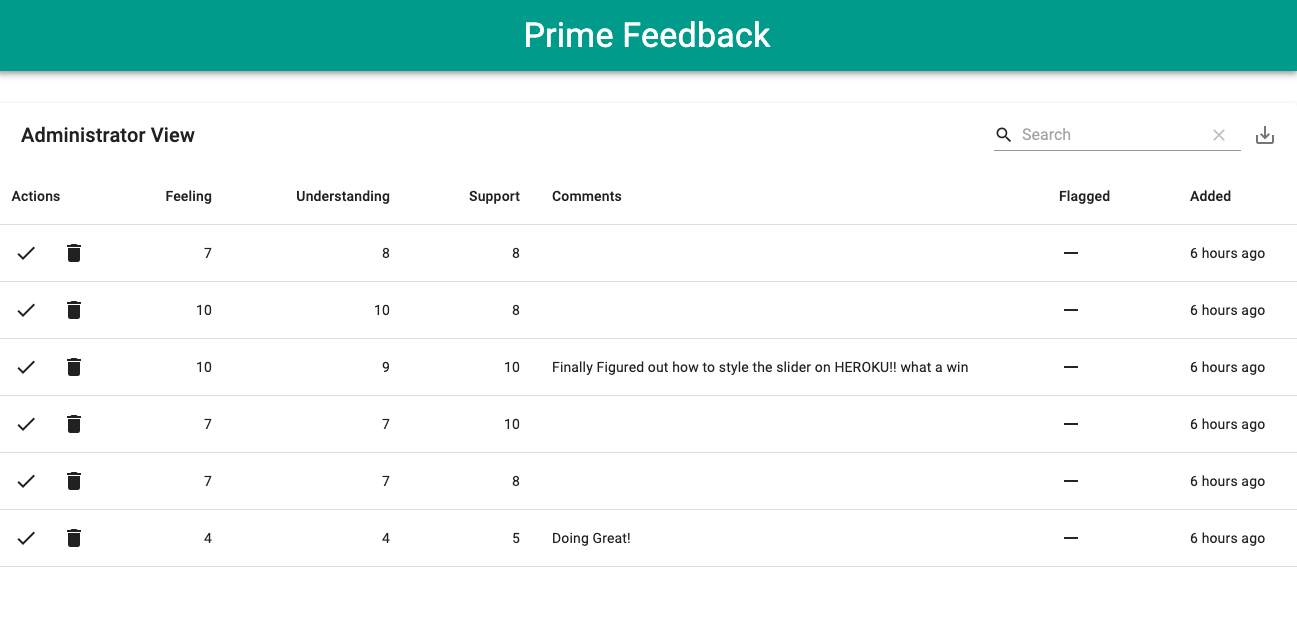 Prime Feedback
Administrator View Search
Actions Feeling Understanding Support Comments Flagged Added
7 8 8 — 6 hours ago
10 10 8 — 6 hours ago
10 9 10 Finally Figured out how to style the slider on HEROKU!! what a win — 6 hours ago
7 7 10 — 6 hours ago
7 7 8 — 6 hours ago
4 4 5 Doing Great! — 6 hours ago